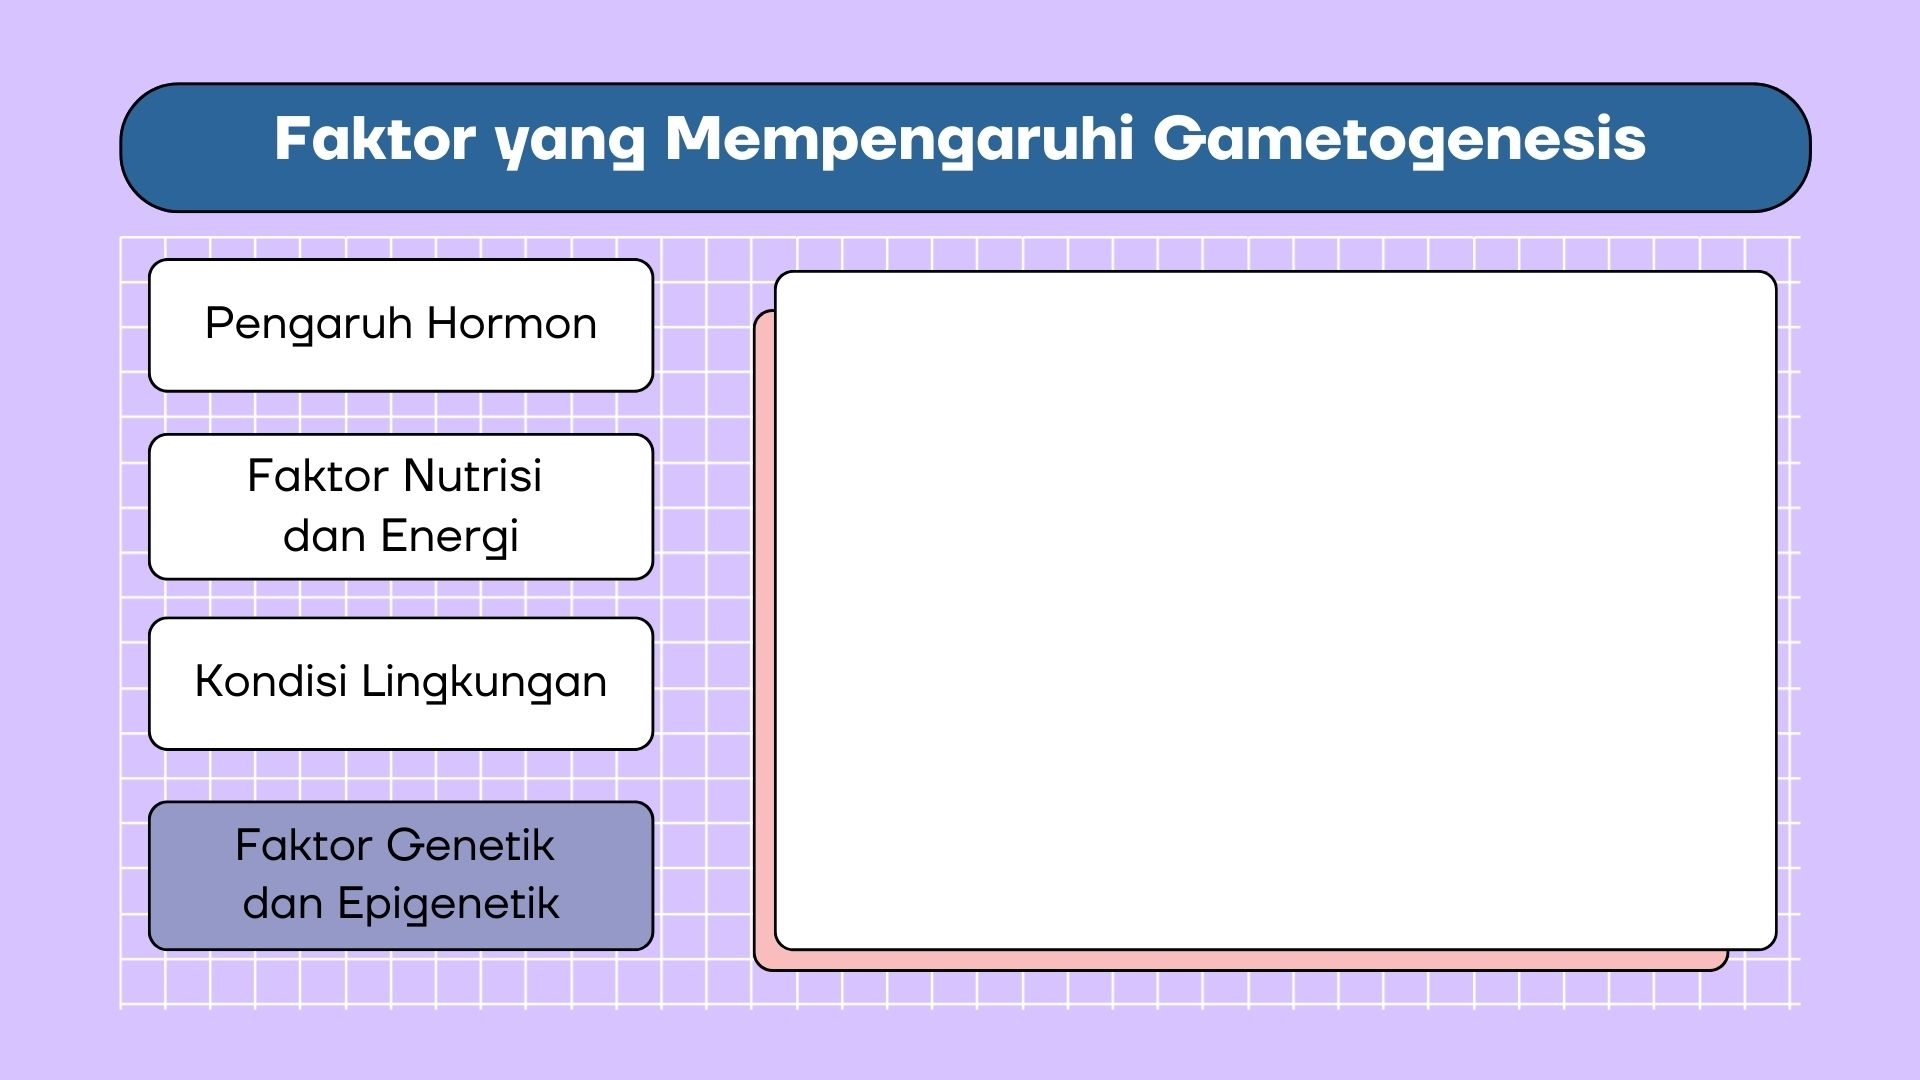 Faktor yang Mempengaruhi Gametogenesis
Pengaruh Hormon
Faktor Nutrisi
dan Energi
Kondisi Lingkungan
Faktor Genetik
dan Epigenetik